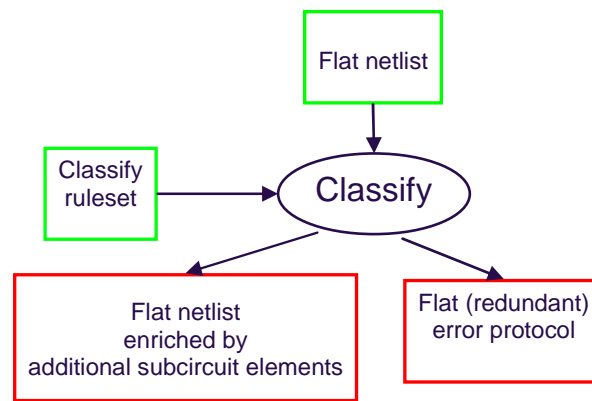 Flat netlist
Classify
ruleset
Classify
Flat netlist
enriched by
additional subcircuit elements
Flat (redundant)
error protocol